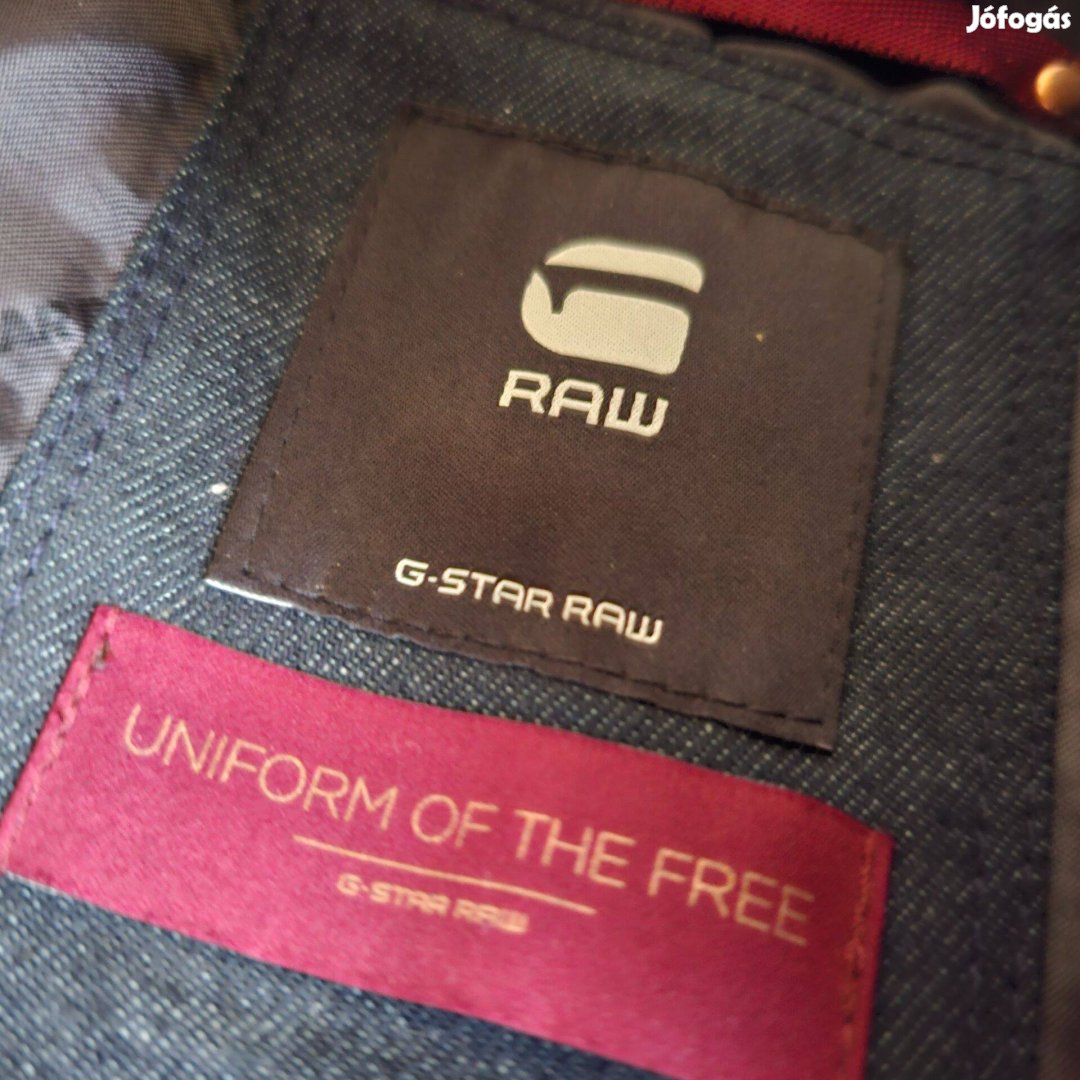 Jófogás
RAW
G-STAR RAW
UNIFORM OF THE FREE
G-STAR RAW